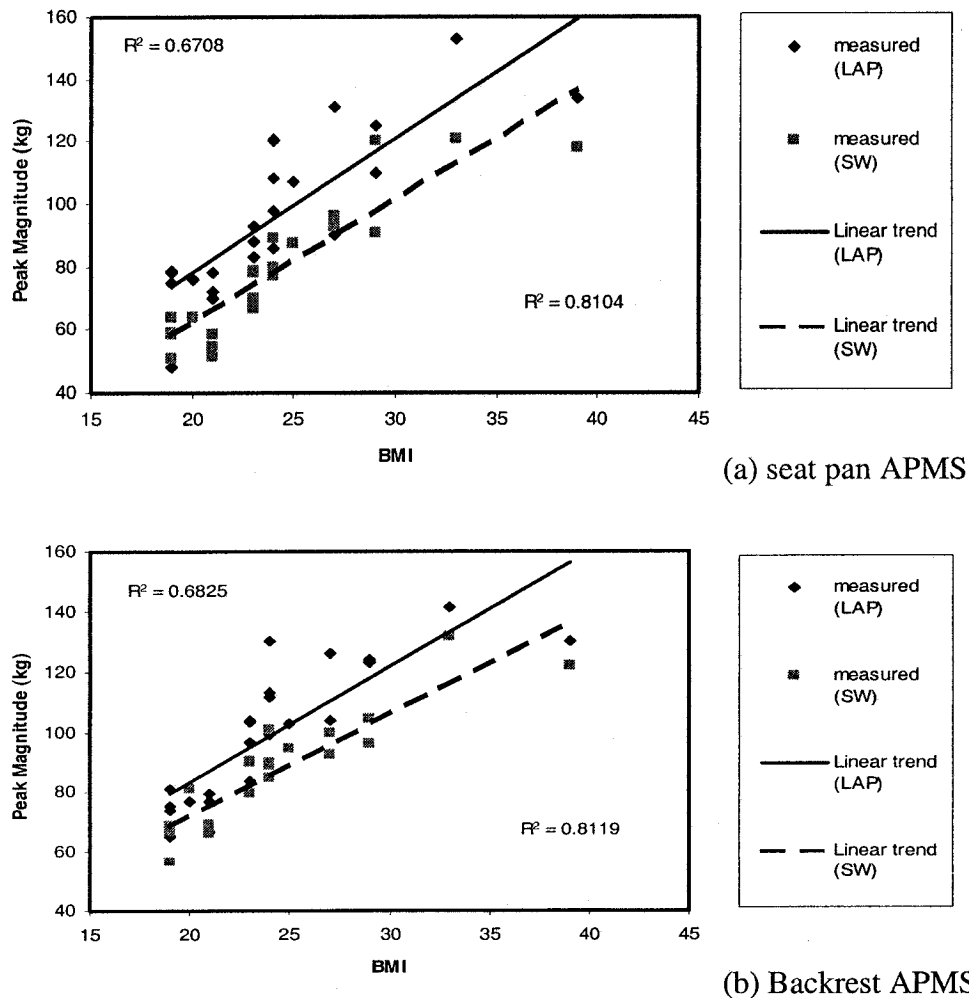 160
140
120
100
80
60
40
Peak Magnitude (kg)
R² = 0.6708
R² = 0.8104
15 20 25 30 35 40 45
BMI
measured
(LAP)
measured
(SW)
Linear trend
(LAP)
Linear trend
(SW)
(a) seat pan APMS
160
140
120
100
80
60
40
Peak Magnitude (kg)
R² = 0.6825
R² = 0.8119
15 20 25 30 35 40 45
BMI
measured
(LAP)
measured
(SW)
Linear trend
(LAP)
Linear trend
(SW)
(b) Backrest APMS